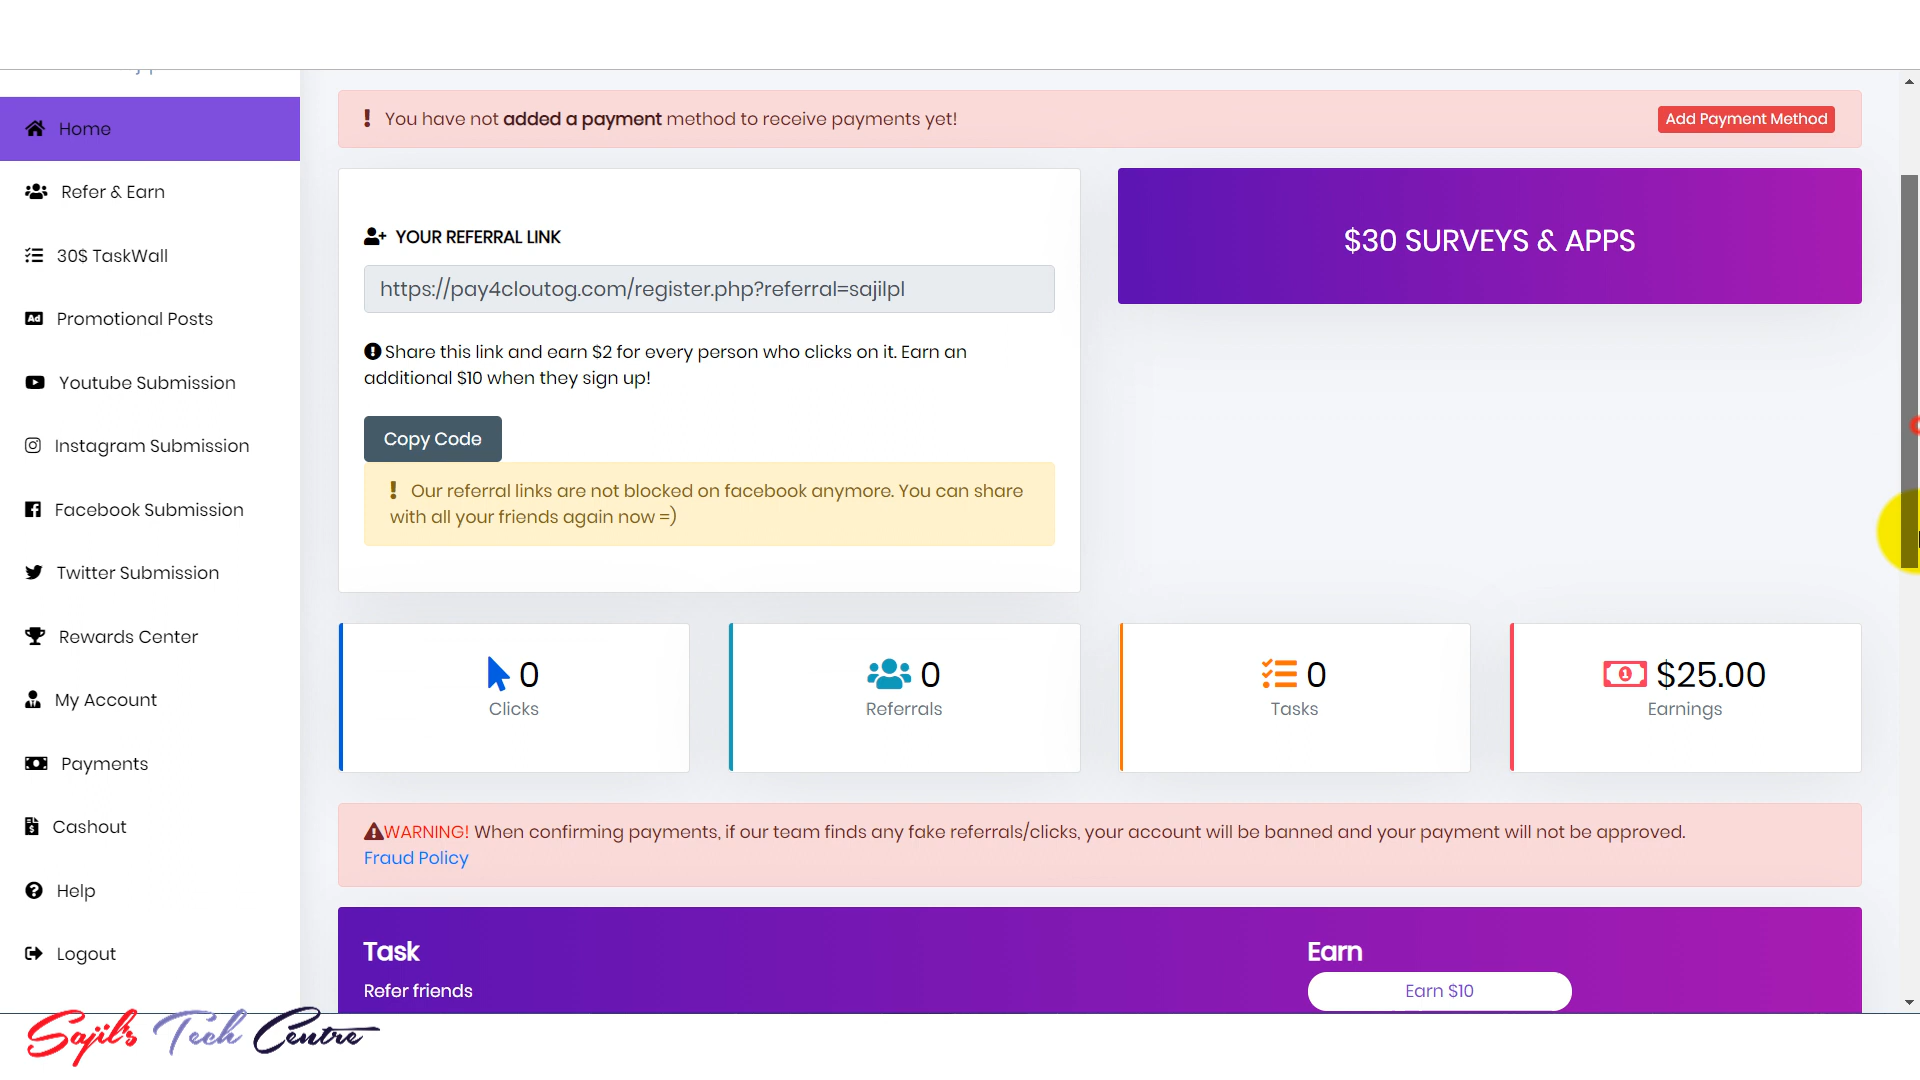 Home
Refer & Earn
30$ TaskWall
Promotional Posts
Youtube Submission
Instagram Submission
Facebook Submission
Twitter Submission
Rewards Center
My Account
Payments
Cashout
Help
Logout
You have not added a payment method to receive payments yet!
Add Payment Method
YOUR REFERRAL LINK
https://pay4cloutog.com/register.php?referral=sajilpl
Share this link and earn $2 for every person who clicks on it. Earn an
additional $10 when they sign up!
Copy Code
Our referral links are not blocked on facebook anymore. You can share
with all your friends again now =)
$30 SURVEYS & APPS
0
Clicks
0
Referrals
0
Tasks
$25.00
Earnings
WARNING! When confirming payments, if our team finds any fake referrals/clicks, your account will be banned and your payment will not be approved.
Fraud Policy
Task
Earn
Refer friends
Earn $10
Sajil's Tech Centre